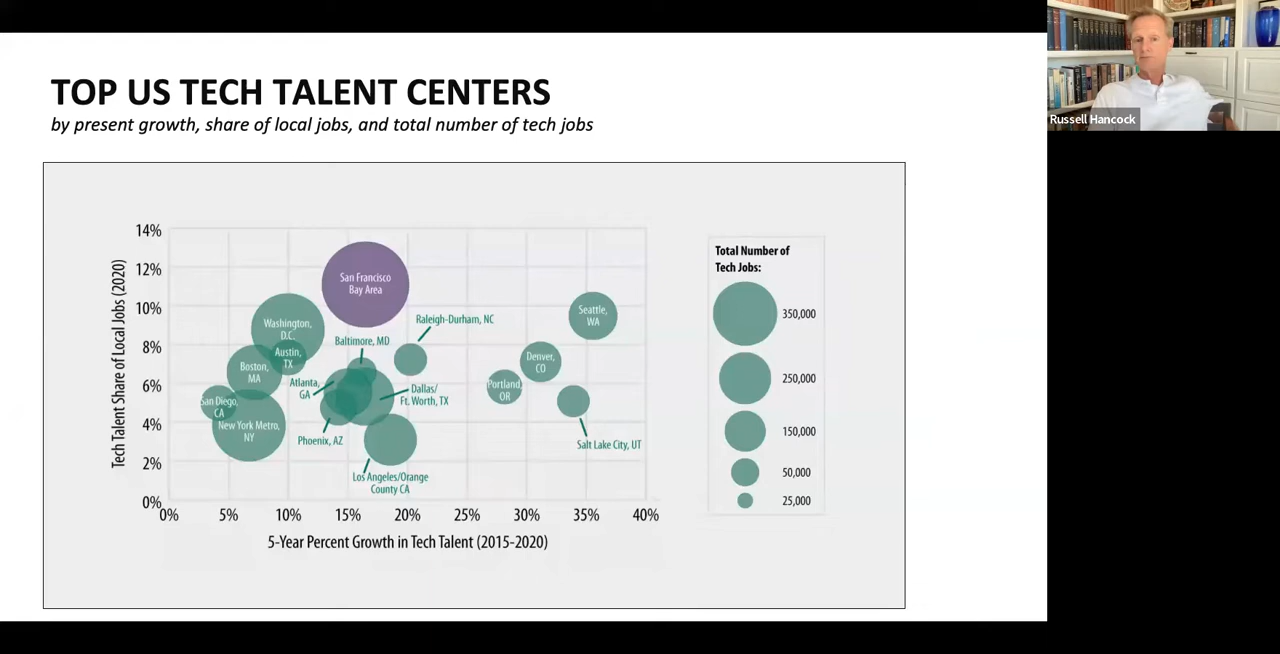 TOP US TECH TALENT CENTERS
by present growth, share of local jobs, and total number of tech jobs
Russell Hancock
14%
12%
10%
8%
6%
4%
2%
0%
Tech Talent Share of Local Jobs (2020)
San Francisco
Bay Area
Washington,
D.C.
Austin,
TX
Boston,
MA
San Diego,
CA
New York Metro,
NY
Baltimore, MD
Raleigh-Durham, NC
Atlanta,
GA
Dallas/
Ft. Worth, TX
Phoenix, AZ
Los Angeles/Orange
County CA
Seattle,
WA
Denver,
CO
Portland,
OR
Salt Lake City, UT
0%
5%
10%
15%
20%
25%
30%
35%
40%
5-Year Percent Growth in Tech Talent (2015-2020)
Total Number of
Tech Jobs:
350,000
250,000
150,000
50,000
25,000